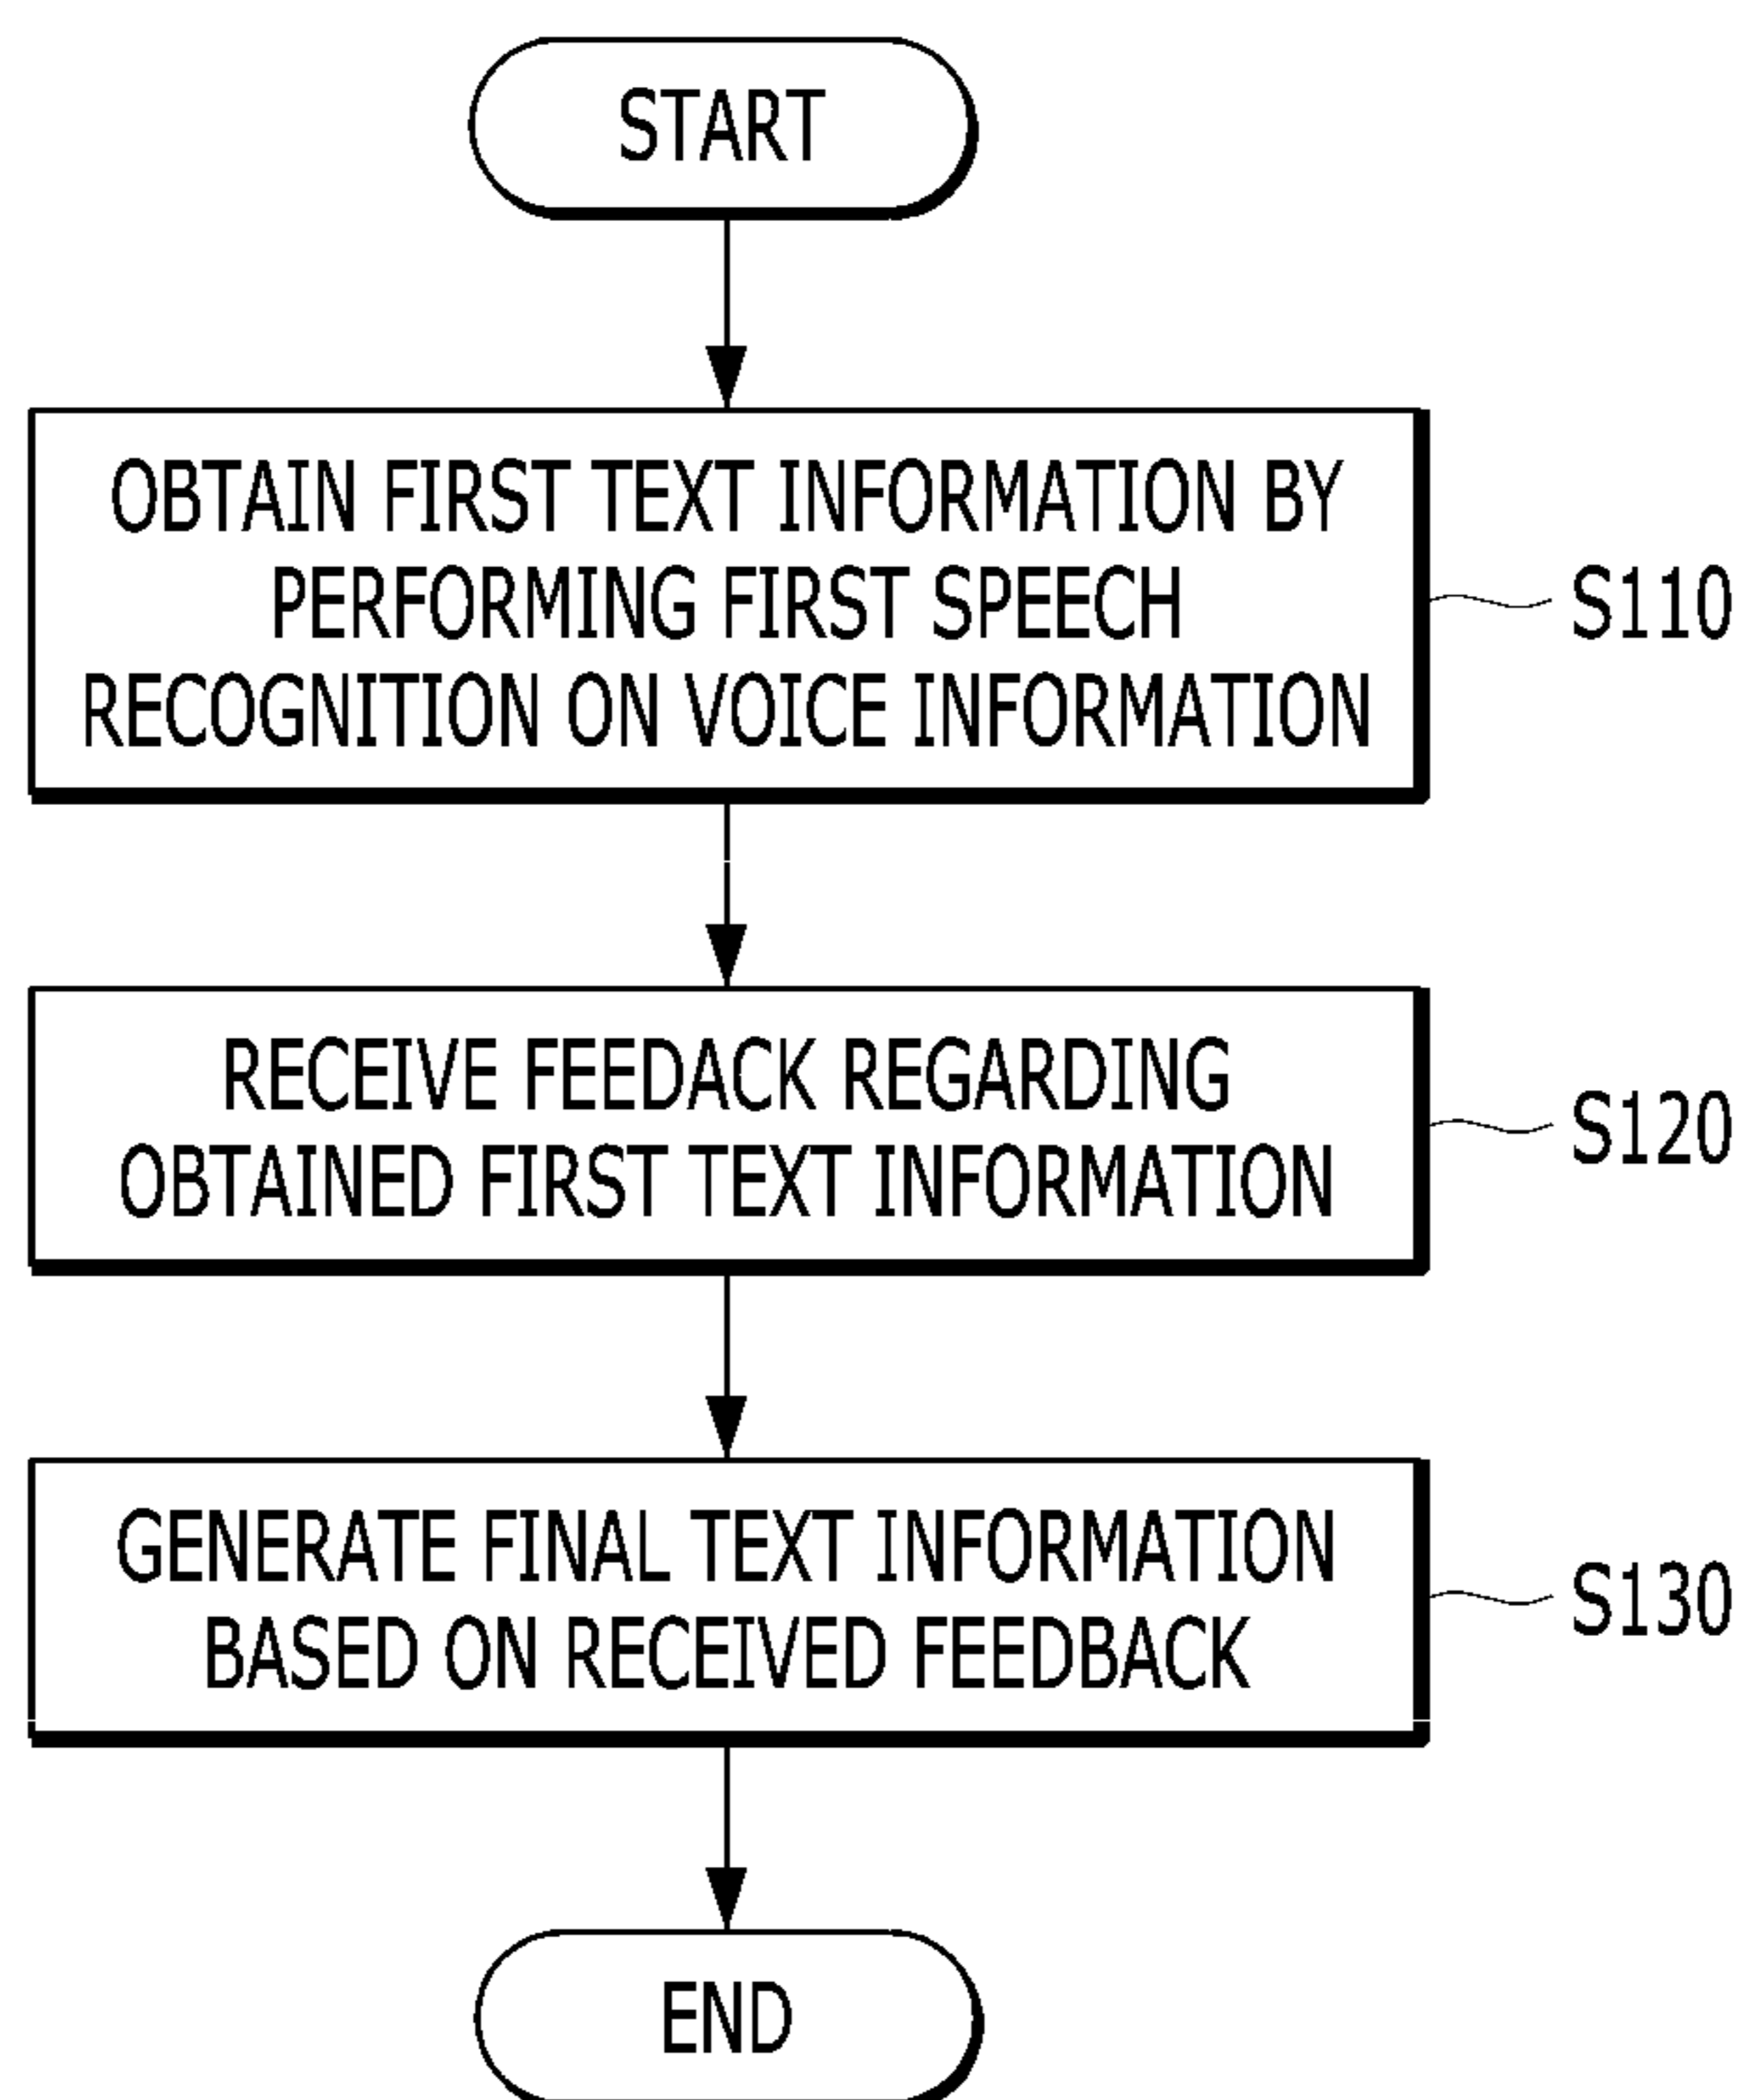 START
OBTAIN FIRST TEXT INFORMATION BY
PERFORMING FIRST SPEECH
RECOGNITION ON VOICE INFORMATION
S110
RECEIVE FEEDACK REGARDING
OBTAINED FIRST TEXT INFORMATION
S120
GENERATE FINAL TEXT INFORMATION
BASED ON RECEIVED FEEDBACK
S130
END